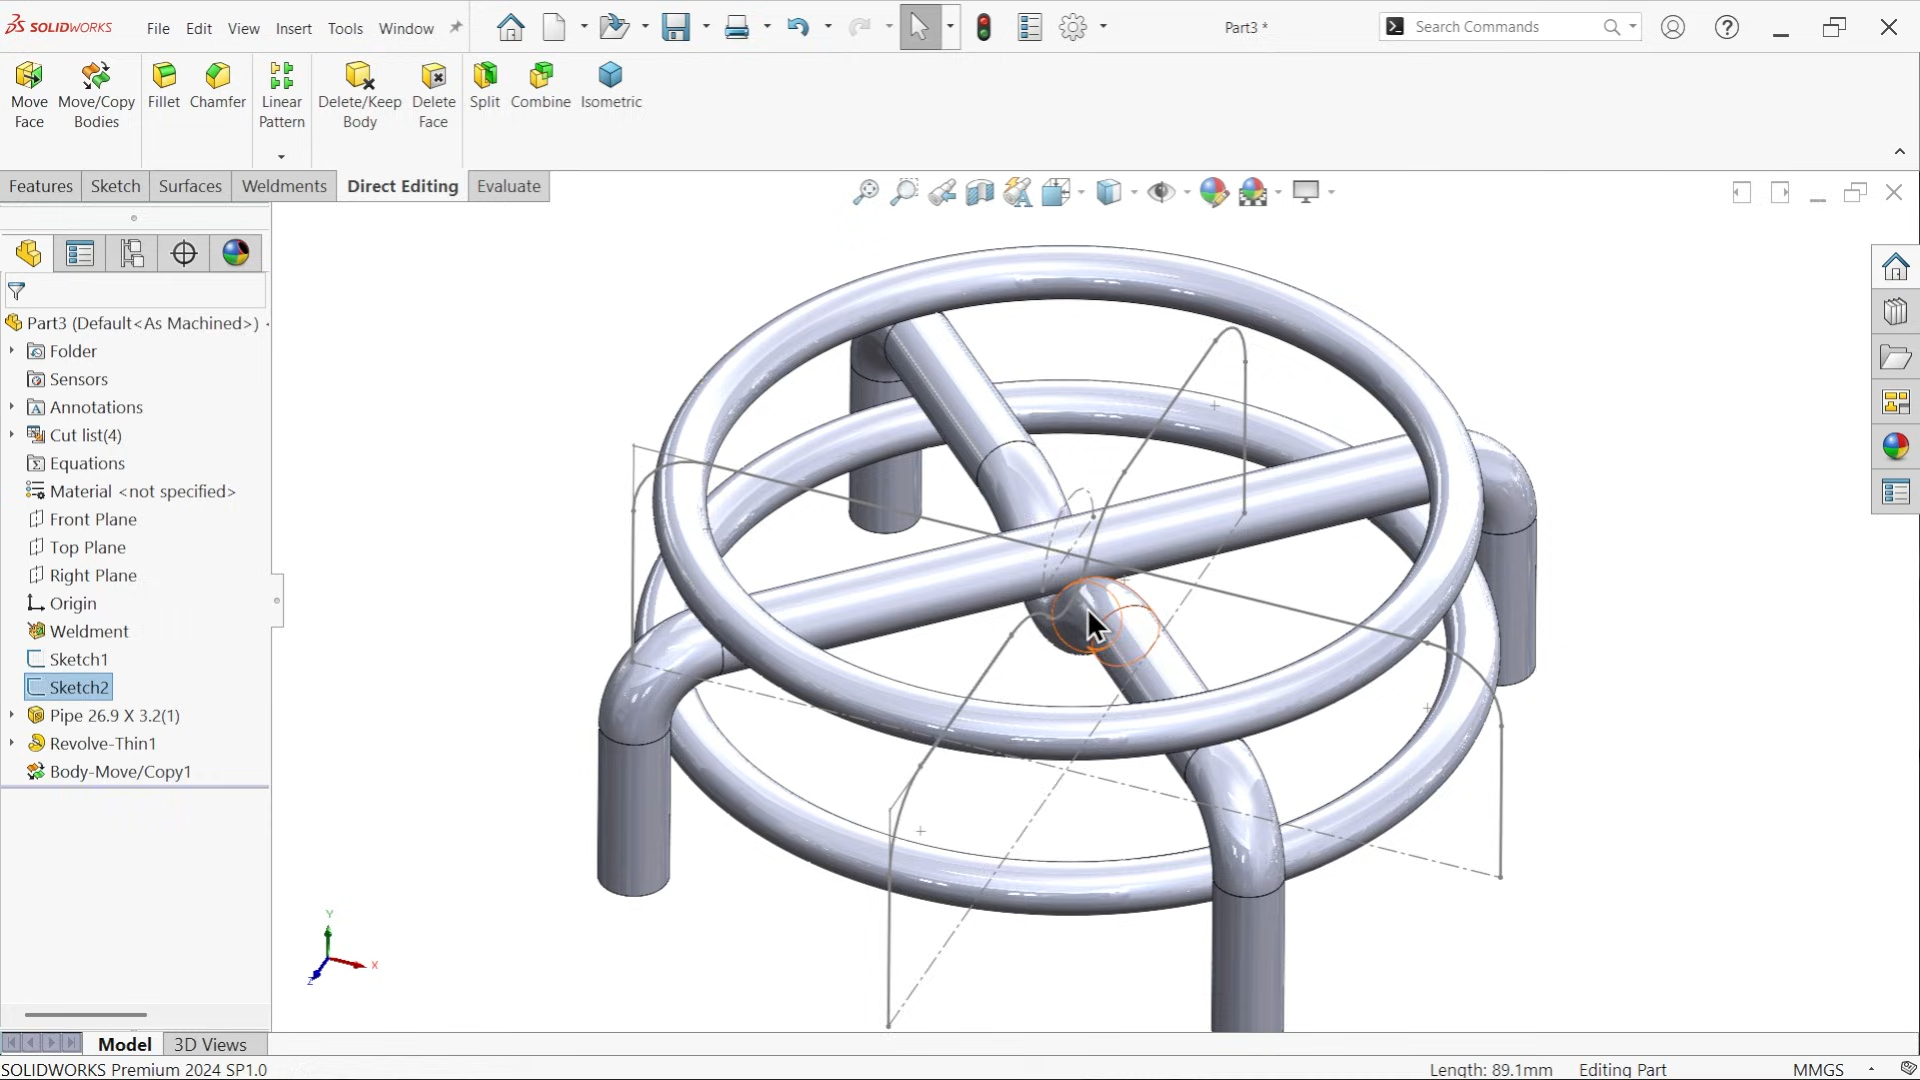 SOLIDWORKS File Edit View Insert Tools Window Part3 * Search Commands
Move Face
Move/Copy Bodies
Fillet
Chamfer
Linear Pattern
Delete/Keep Body
Delete Face
Split
Combine
Isometric
Features Sketch Surfaces Weldments Direct Editing Evaluate
Part3 (Default<As Machined>)
Folder
Sensors
Annotations
Cut list(4)
Equations
Material <not specified>
Front Plane
Top Plane
Right Plane
Origin
Weldment
Sketch1
Sketch2
Pipe 26.9 X 3.2(1)
Revolve-Thin1
Body-Move/Copy1
Y
X
Z
Model 3D Views
SOLIDWORKS Premium 2024 SP1.0 Length: 89.1mm Editing Part MMGS